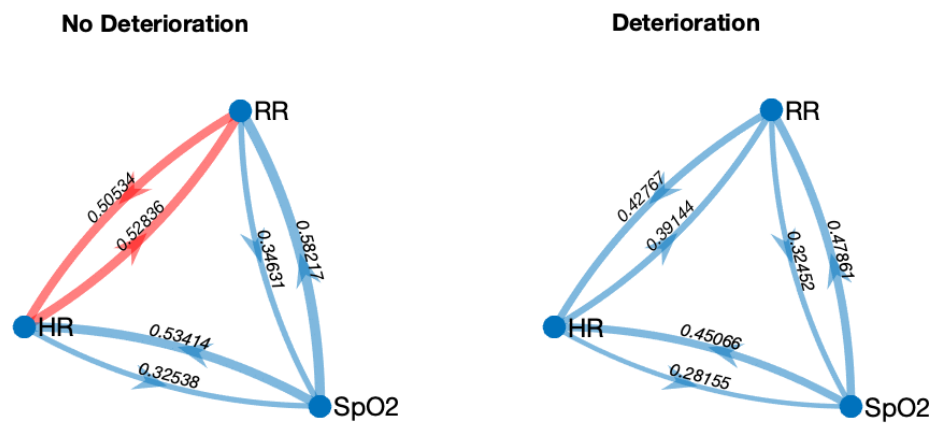 No Deterioration
RR
0.50534
0.52836
0.34631
0.58217
HR
0.53414
0.32538
SpO2
Deterioration
RR
0.42767
0.39144
0.32452
0.47861
HR
0.45066
0.28155
SpO2